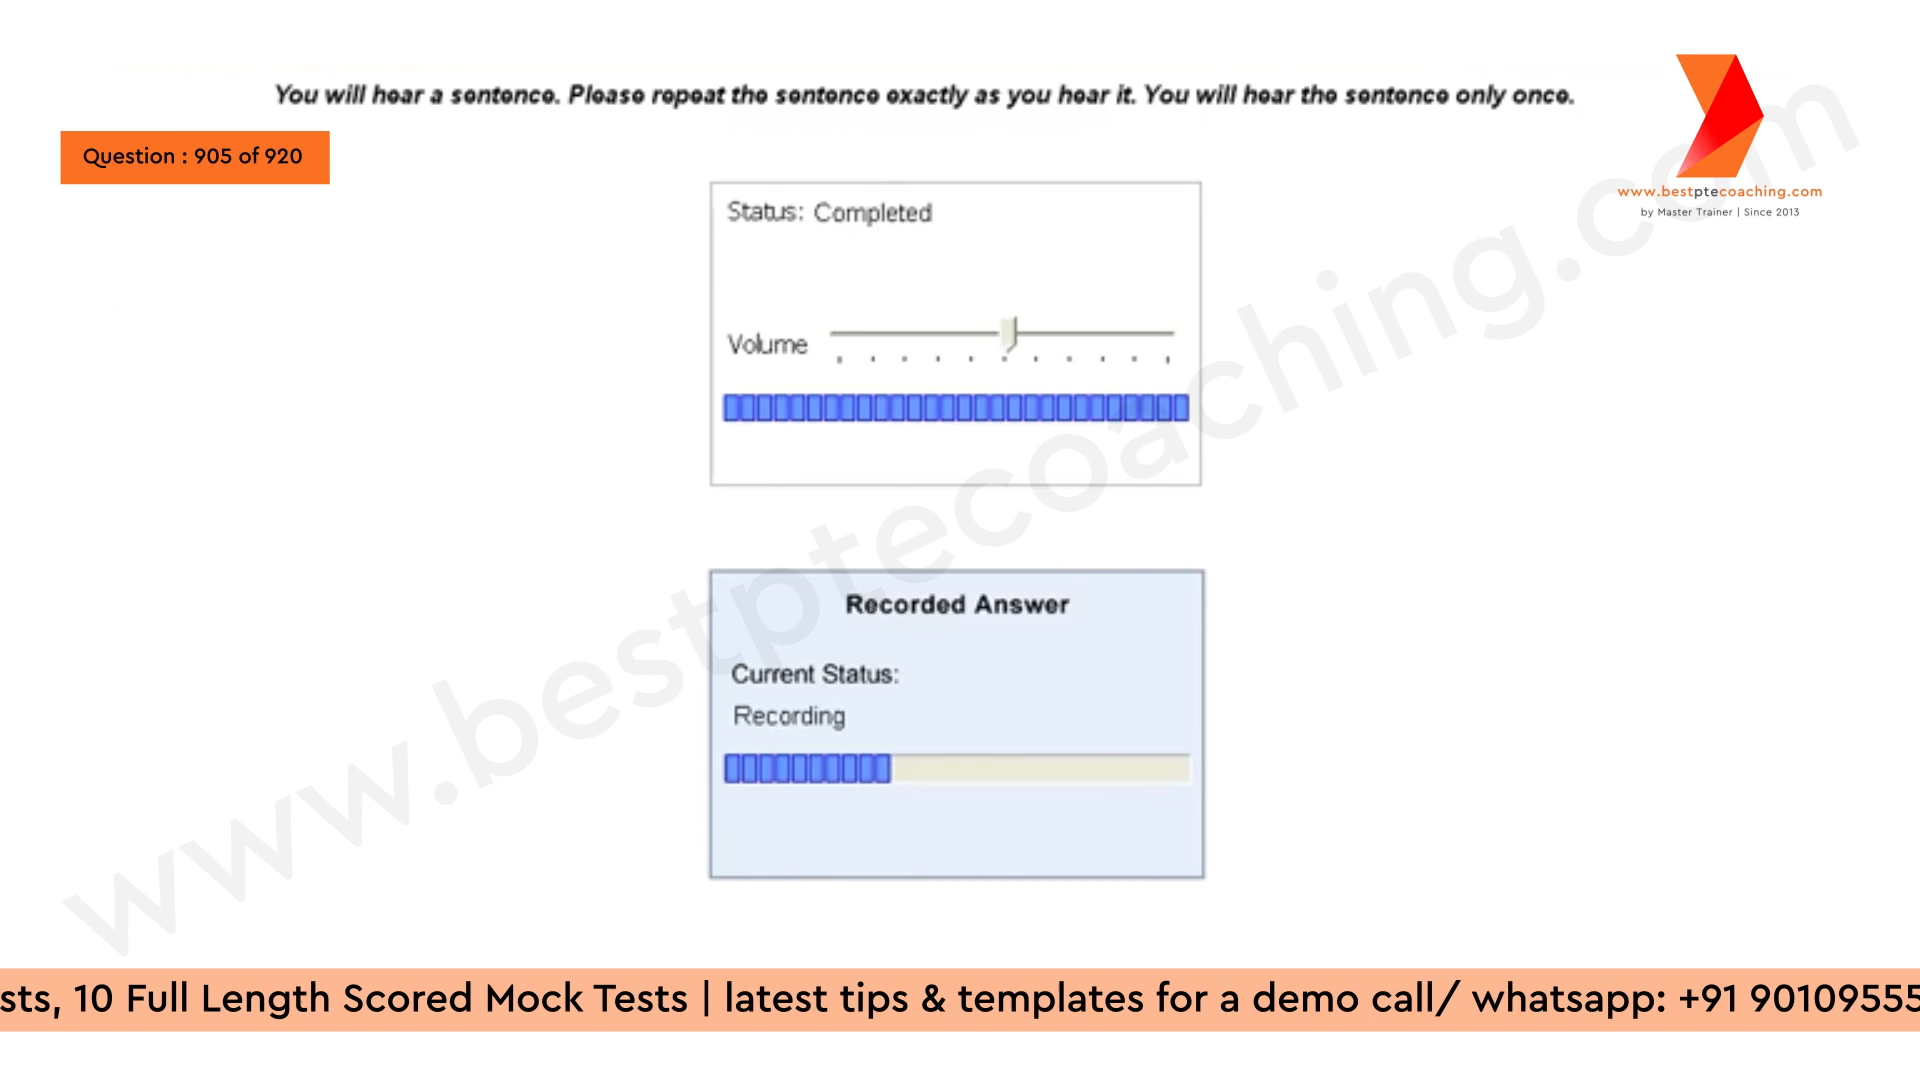 You will hear a sentence. Please repeat the sentence exactly as you hear it. You will hear the sentence only once.
Question : 905 of 920
www.bestptecoaching.com
by Master Trainer | Since 2013
Status: Completed
Volume
www.bestptecoaching.com
Recorded Answer
Current Status:
Recording
sts, 10 Full Length Scored Mock Tests | latest tips & templates for a demo call/ whatsapp: +91 90109555